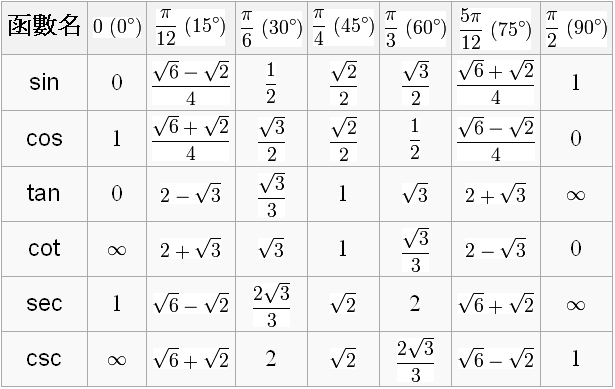 函數名 0 (0°) π/12 (15°) π/6 (30°) π/4 (45°) π/3 (60°) 5π/12 (75°) π/2 (90°)
sin 0 (√6 − √2)/4 1/2 √2/2 √3/2 (√6 + √2)/4 1
cos 1 (√6 + √2)/4 √3/2 √2/2 1/2 (√6 − √2)/4 0
tan 0 2 − √3 √3/3 1 √3 2 + √3 ∞
cot ∞ 2 + √3 √3 1 √3/3 2 − √3 0
sec 1 √6 − √2 2√3/3 √2 2 √6 + √2 ∞
csc ∞ √6 + √2 2 √2 2√3/3 √6 − √2 1